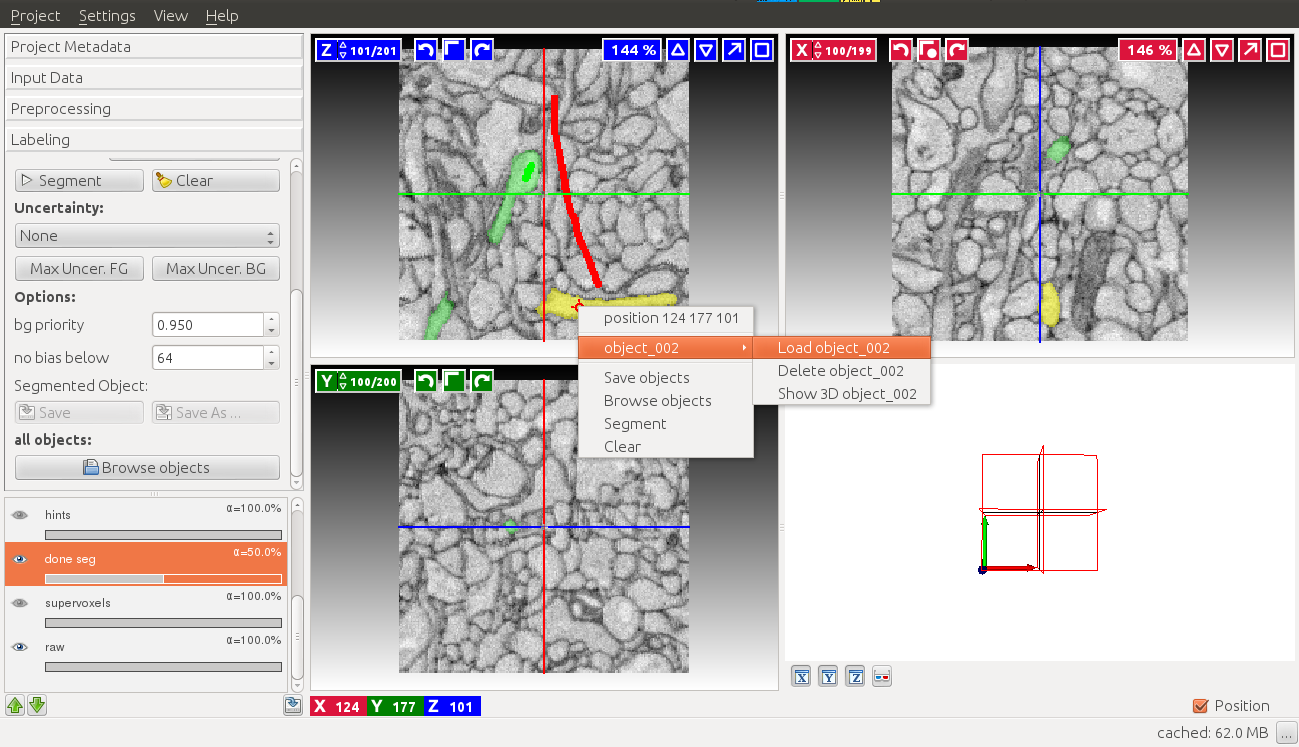 Project Settings View Help
Project Metadata
Input Data
Preprocessing
Labeling
Segment Clear
Uncertainty:
None
Max Uncer. FG Max Uncer. BG
Options:
bg priority 0.950
no bias below 64
Segmented Object:
Save Save As ...
all objects:
Browse objects
hints α=100.0%
done seg α=50.0%
supervoxels α=100.0%
raw α=100.0%
Z 101/201 144 %
X 100/199 146 %
Y 100/200
position 124 177 101
object_002
Save objects
Browse objects
Segment
Clear
Load object_002
Delete object_002
Show 3D object_002
X Y Z
X 124 Y 177 Z 101
Position
cached: 62.0 MB ...